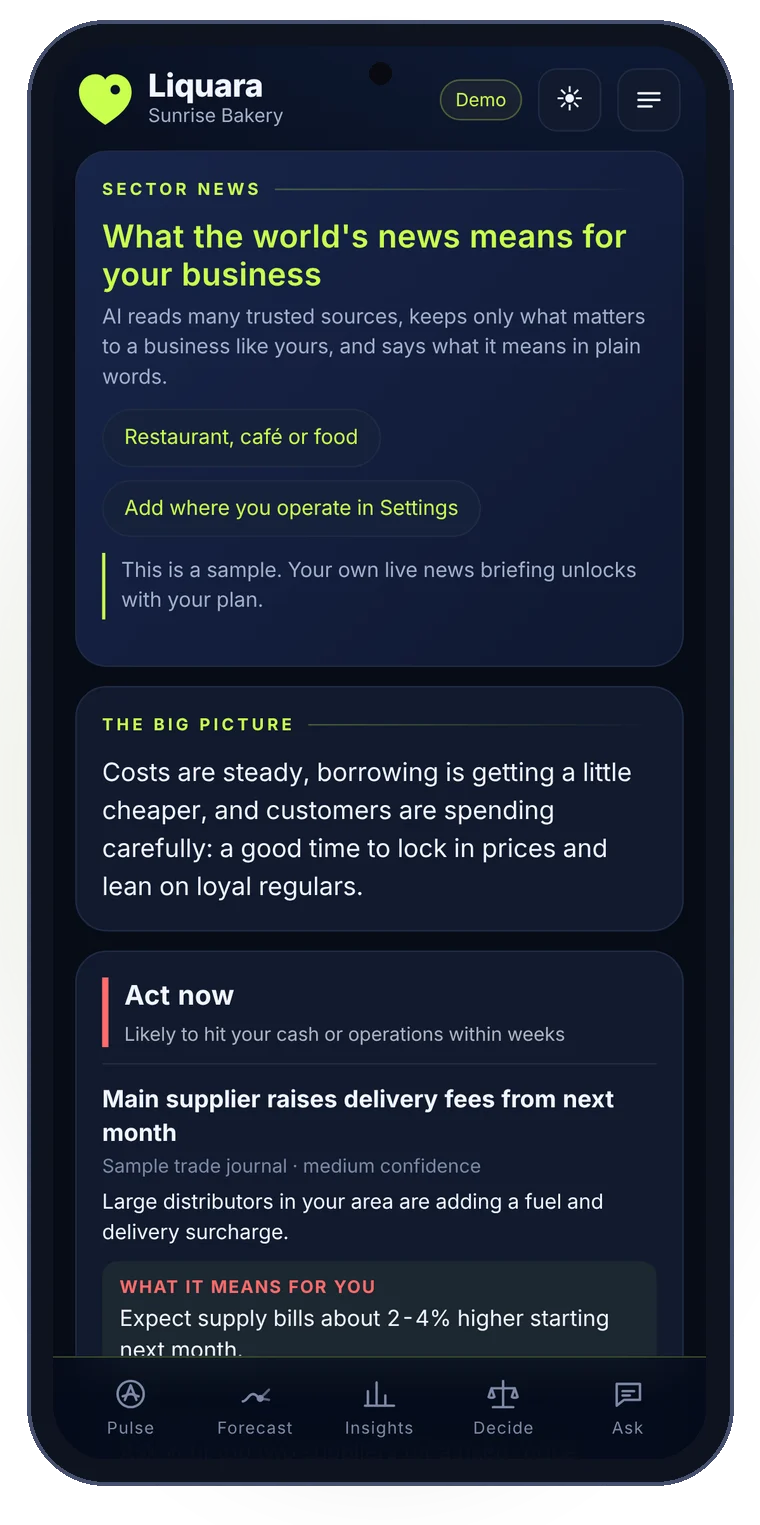 Liquara
Sunrise Bakery
Demo
SECTOR NEWS
What the world's news means for
your business
AI reads many trusted sources, keeps only what matters
to a business like yours, and says what it means in plain
words.
Restaurant, café or food
Add where you operate in Settings
This is a sample. Your own live news briefing unlocks
with your plan.
THE BIG PICTURE
Costs are steady, borrowing is getting a little
cheaper, and customers are spending
carefully: a good time to lock in prices and
lean on loyal regulars.
Act now
Likely to hit your cash or operations within weeks
Main supplier raises delivery fees from next
month
Sample trade journal · medium confidence
Large distributors in your area are adding a fuel and
delivery surcharge.
WHAT IT MEANS FOR YOU
Expect supply bills about 2-4% higher starting
next month.
Pulse
Forecast
Insights
Decide
Ask